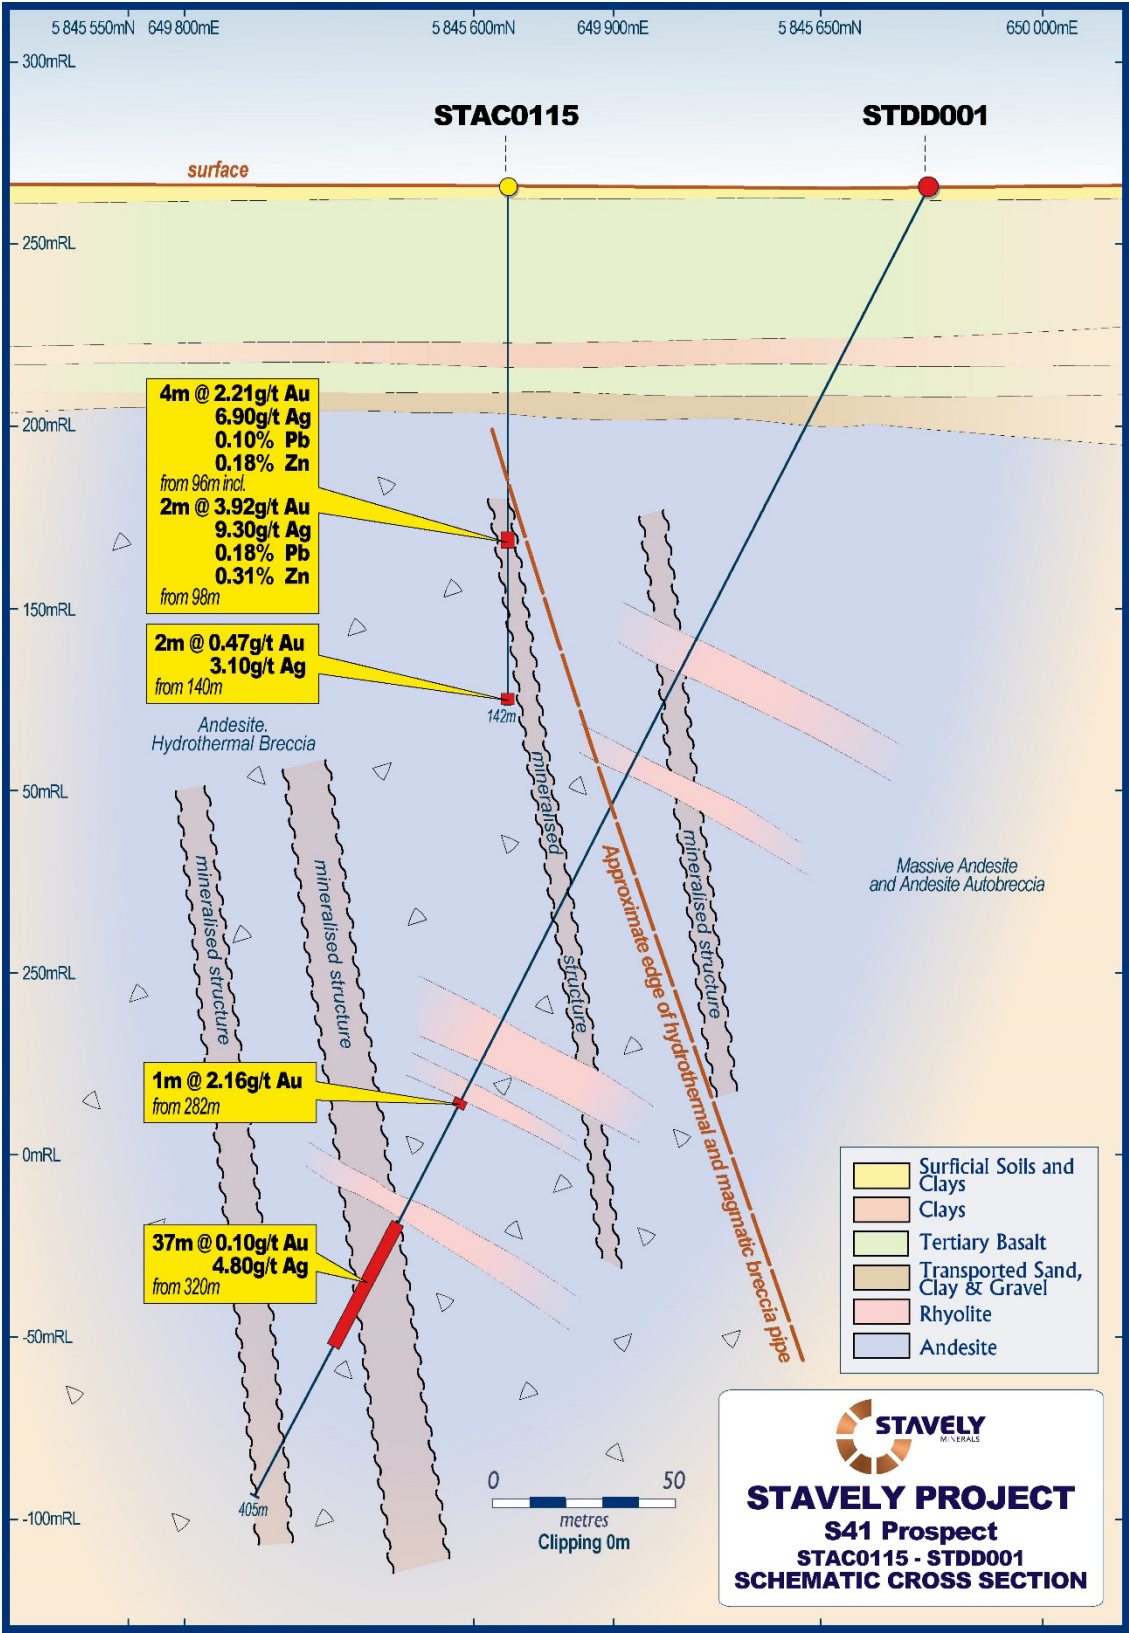 5 845 550mN 649 800mE 5 845 600mN 649 900mE 5 845 650mN 650 000mE
300mRL
STAC0115 STDD001
surface
250mRL
4m @ 2.21g/t Au
6.90g/t Ag
0.10% Pb
0.18% Zn
from 96m incl.
2m @ 3.92g/t Au
9.30g/t Ag
0.18% Pb
0.31% Zn
from 98m
200mRL
150mRL
2m @ 0.47g/t Au
3.10g/t Ag
from 140m
142m
Andesite.
Hydrothermal Breccia
50mRL
mineralised structure
mineralised structure
mineralised structure
mineralised structure
Approximate edge of hydrothermal and magmatic breccia pipe
Massive Andesite
and Andesite Autobreccia
250mRL
1m @ 2.16g/t Au
from 282m
0mRL
37m @ 0.10g/t Au
4.80g/t Ag
from 320m
-50mRL
405m
-100mRL
Surficial Soils and
Clays
Clays
Tertiary Basalt
Transported Sand,
Clay & Gravel
Rhyolite
Andesite
0 50
metres
Clipping 0m
STAVELY
MINERALS
STAVELY PROJECT
S41 Prospect
STAC0115 - STDD001
SCHEMATIC CROSS SECTION